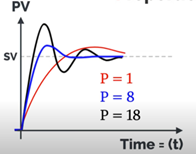 PV
SV
P = 1
P = 8
P = 18
Time = (t)